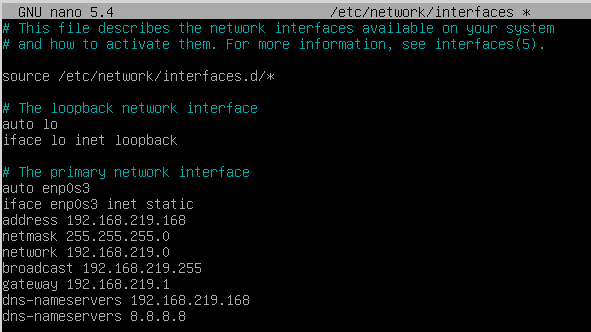 GNU nano 5.4 /etc/network/interfaces *
# This file describes the network interfaces available on your system
# and how to activate them. For more information, see interfaces(5).
source /etc/network/interfaces.d/*
# The loopback network interface
auto lo
iface lo inet loopback
# The primary network interface
auto enp0s3
iface enp0s3 inet static
address 192.168.219.168
netmask 255.255.255.0
network 192.168.219.0
broadcast 192.168.219.255
gateway 192.168.219.1
dns-nameservers 192.168.219.168
dns-nameservers 8.8.8.8